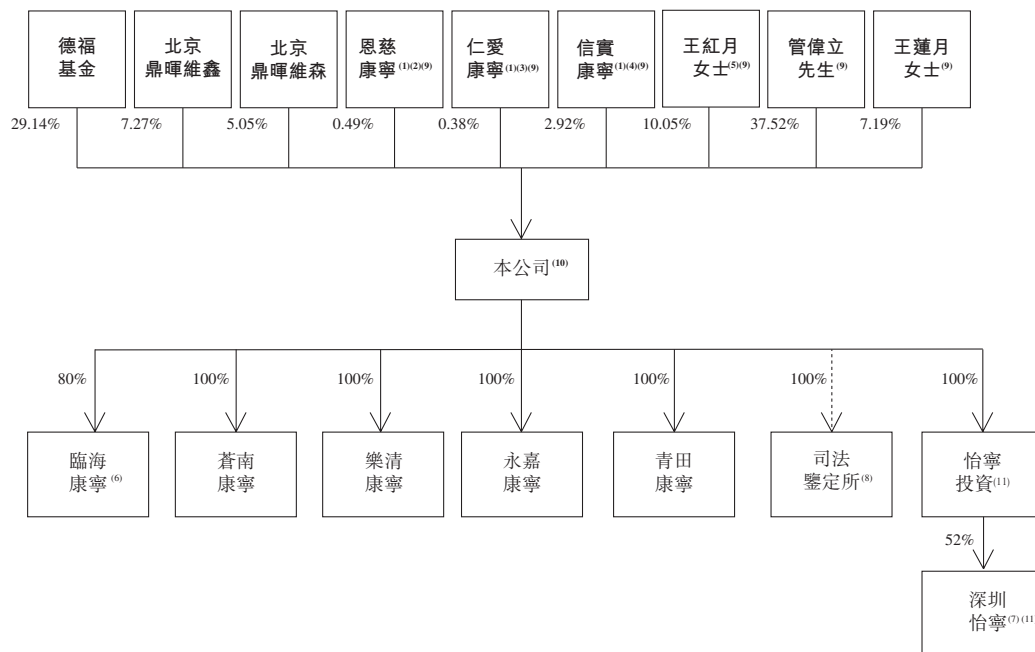 德福
基金
北京
鼎暉維鑫
北京
鼎暉維森
恩慈
康寧(1)(2)(9)
仁愛
康寧(1)(3)(9)
信實
康寧(1)(4)(9)
王紅月
女士(5)(9)
管偉立
先生(9)
王蓮月
女士(9)
29.14%
7.27%
5.05%
0.49%
0.38%
2.92%
10.05%
37.52%
7.19%
本公司(10)
80%
100%
100%
100%
100%
100%
100%
臨海
康寧(6)
蒼南
康寧
樂清
康寧
永嘉
康寧
青田
康寧
司法
鑒定所(8)
怡寧
投資(11)
52%
深圳
怡寧(7)(11